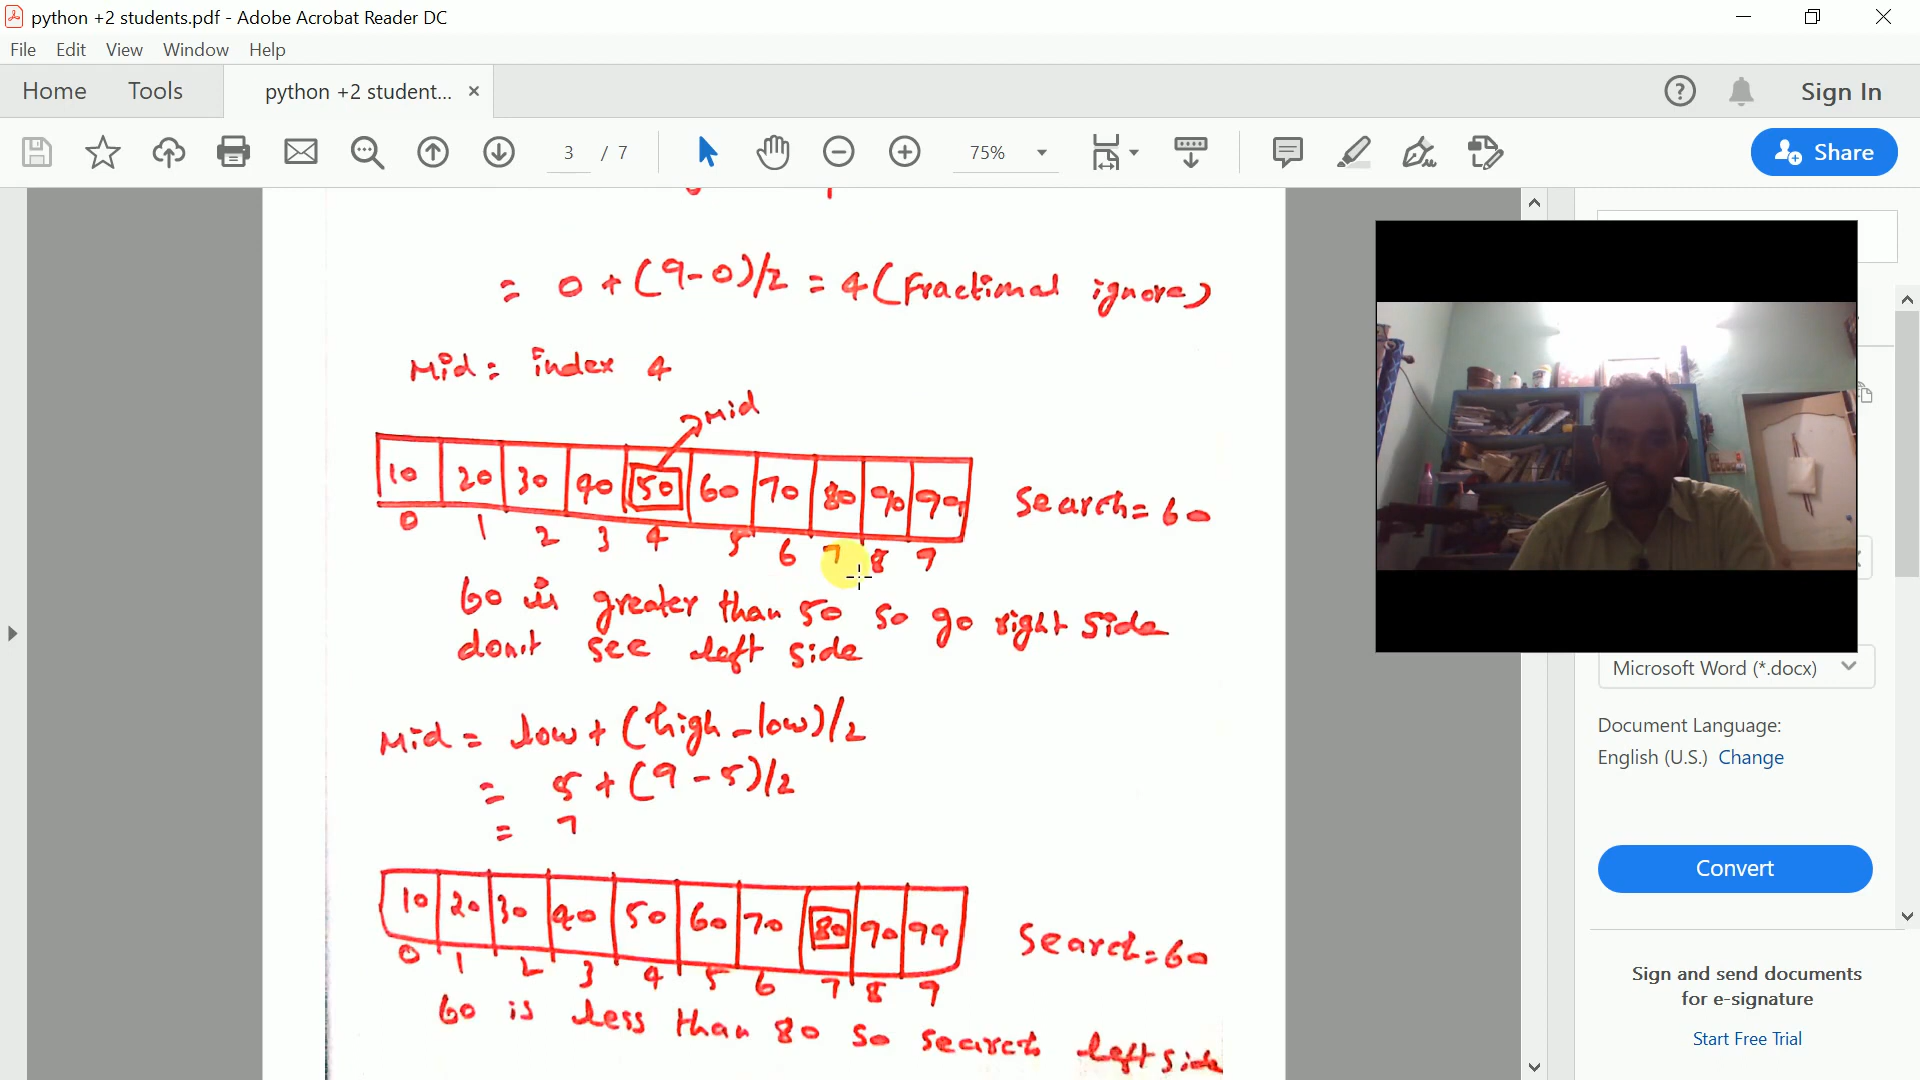 python +2 students.pdf - Adobe Acrobat Reader DC
File Edit View Window Help
Home Tools python +2 student... × Sign In
3 / 7 75% Share
= 0 + (9-0)/2 = 4 (Fractional ignore)
Mid = index 4
Mid
10 20 30 40 50 60 70 80 90 99 Search = 60
0 1 2 3 4 5 6 7 8 9
60 is greater than 50 so go right side
don't see left side
Mid = low + (high - low)/2
= 5 + (9 - 5)/2
= 7
10 20 30 40 50 60 70 80 90 99 Search = 60
0 1 2 3 4 5 6 7 8 9
60 is less than 80 so search left side
Microsoft Word (*.docx)
Document Language:
English (U.S.) Change
Convert
Sign and send documents
for e-signature
Start Free Trial